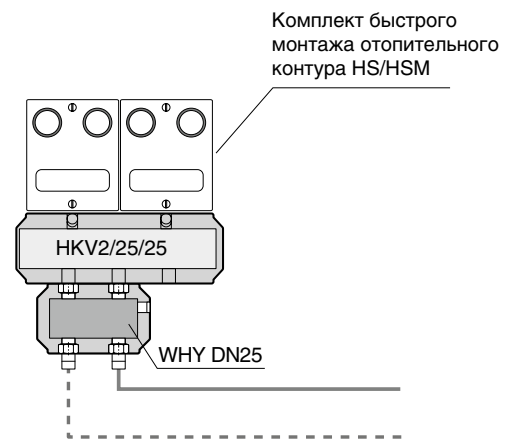 Комплект быстрого
монтажа отопительного
контура HS/HSM
HKV2/25/25
WHY DN25